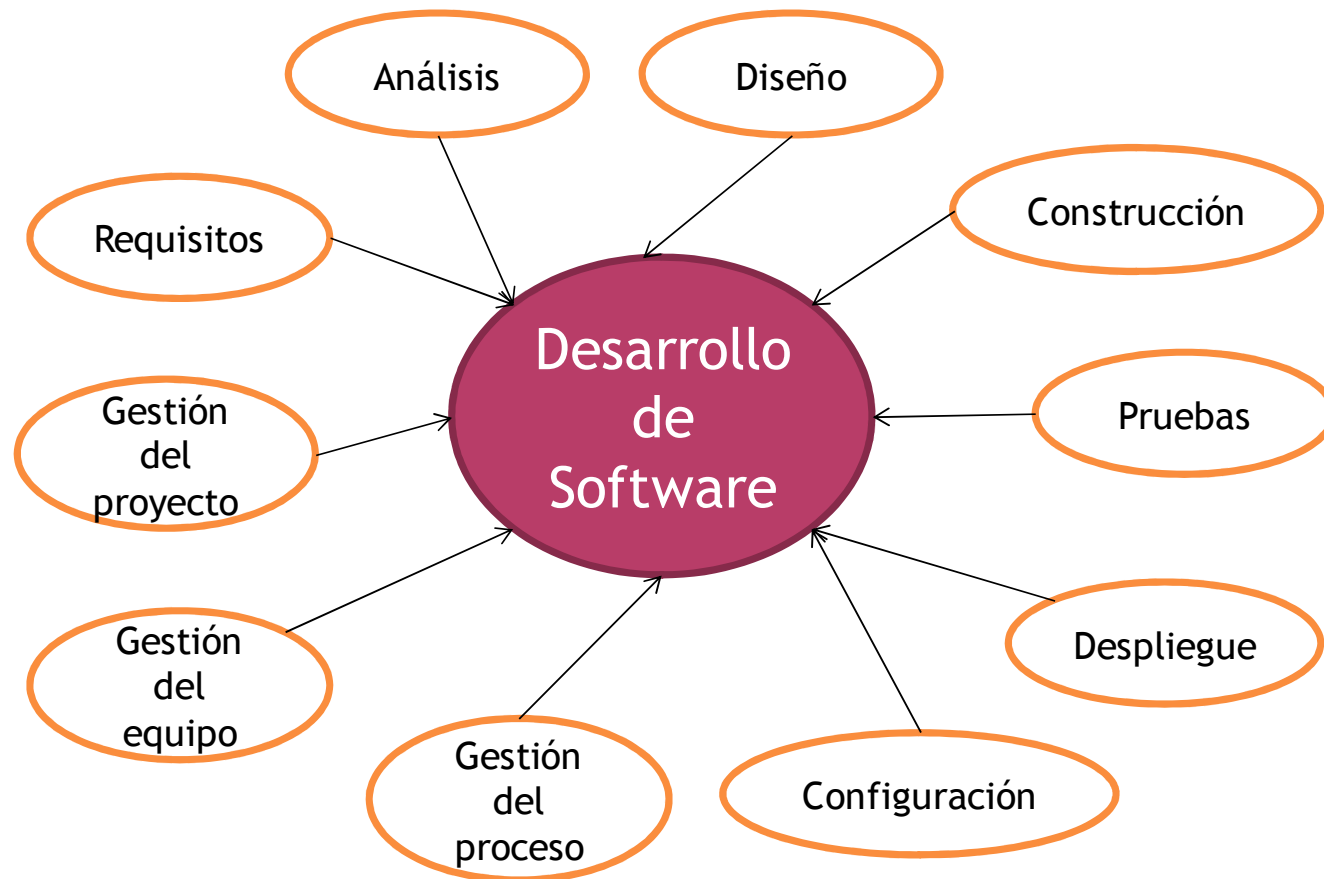 Análisis
Diseño
Construcción
Requisitos
Desarrollo
de
Software
Pruebas
Gestión
del
proyecto
Gestión
del
equipo
Despliegue
Gestión
del
proceso
Configuración